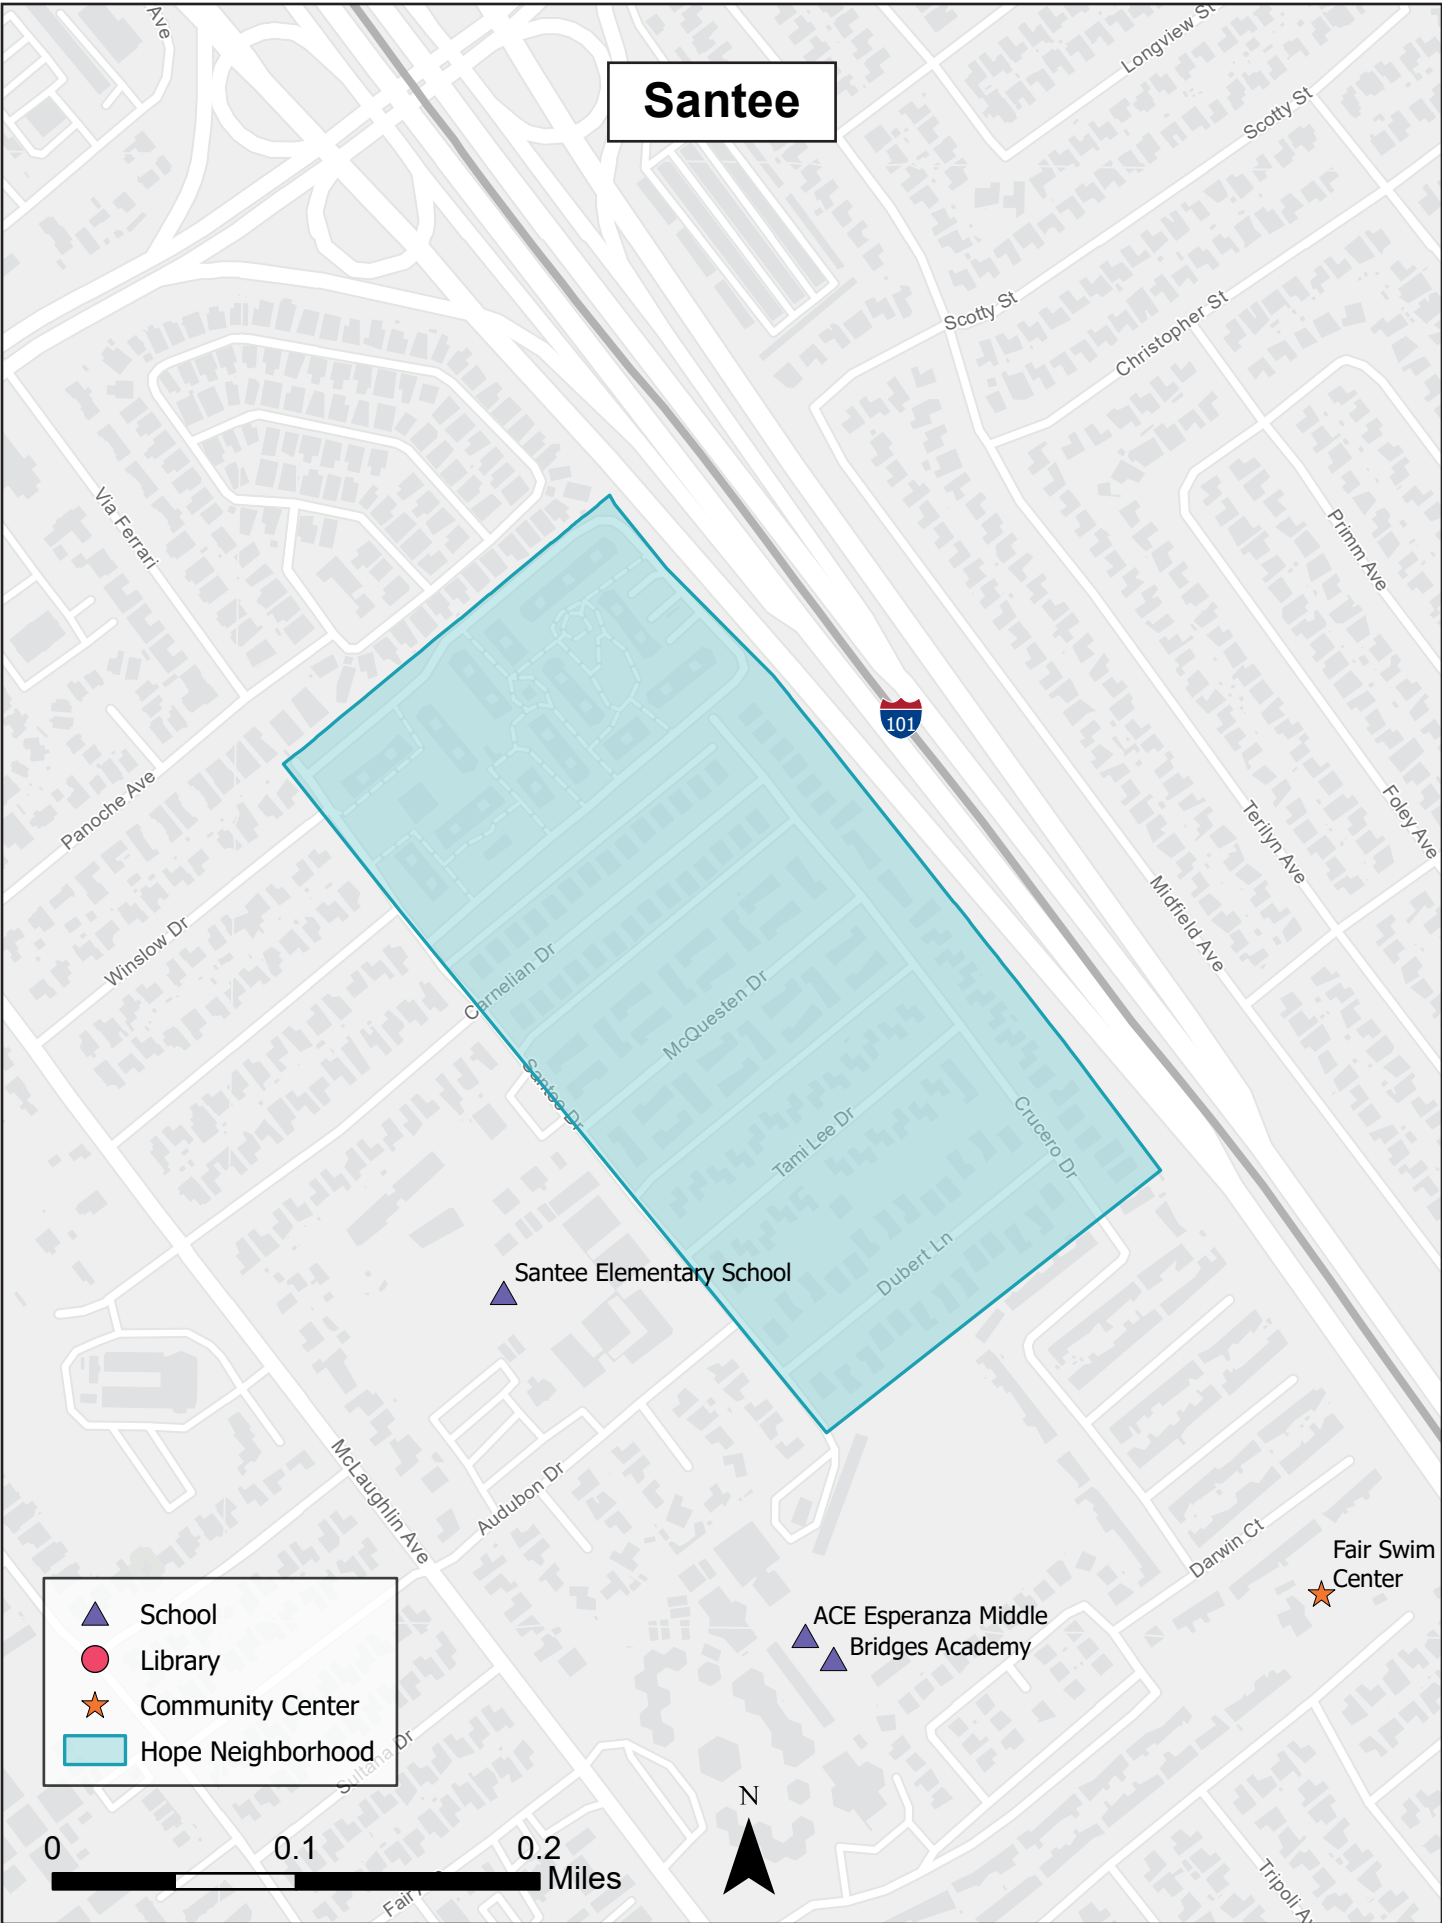 Ave
Santee
Longview St
Scotty St
Scotty St
Christopher St
Via Ferrari
Primm Ave
101
Panoche Ave
Foley Ave
Terilyn Ave
Midfield Ave
Winslow Dr
Carnelian Dr
McQuesten Dr
Santee Dr
Tami Lee Dr
Crucero Dr
Dubert Ln
Santee Elementary School
McLaughlin Ave
Audubon Dr
Darwin Ct
Fair Swim
Center
ACE Esperanza Middle
Bridges Academy
School
Library
Community Center
Hope Neighborhood
Sultana Dr
N
0 0.1 0.2
Miles
Tripoli